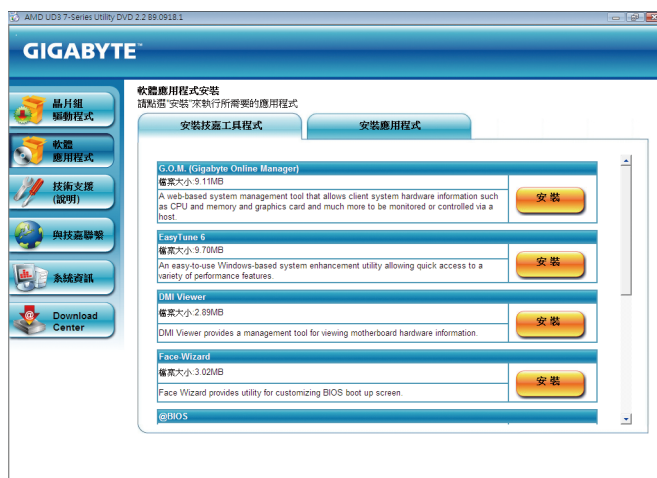 AMD UD3 7-Series Utility DVD 2.2 B9.0918.1
GIGABYTE™
晶片組
驅動程式
軟體
應用程式
技術支援
(說明)
與技嘉聯繫
系統資訊
Download
Center
軟體應用程式安裝
請點選"安裝"來執行所需要的應用程式
安裝技嘉工具程式
安裝應用程式
G.O.M. (Gigabyte Online Manager)
檔案大小:9.11MB
A web-based system management tool that allows client system hardware information such
as CPU and memory and graphics card and much more to be monitored or controlled via a
host.
安裝
EasyTune 6
檔案大小:9.70MB
An easy-to-use Windows-based system enhancement utility allowing quick access to a
variety of performance features.
安裝
DMI Viewer
檔案大小:2.89MB
DMI Viewer provides a management tool for viewing motherboard hardware information.
安裝
Face-Wizard
檔案大小:3.02MB
Face Wizard provides utility for customizing BIOS boot up screen.
安裝
@BIOS